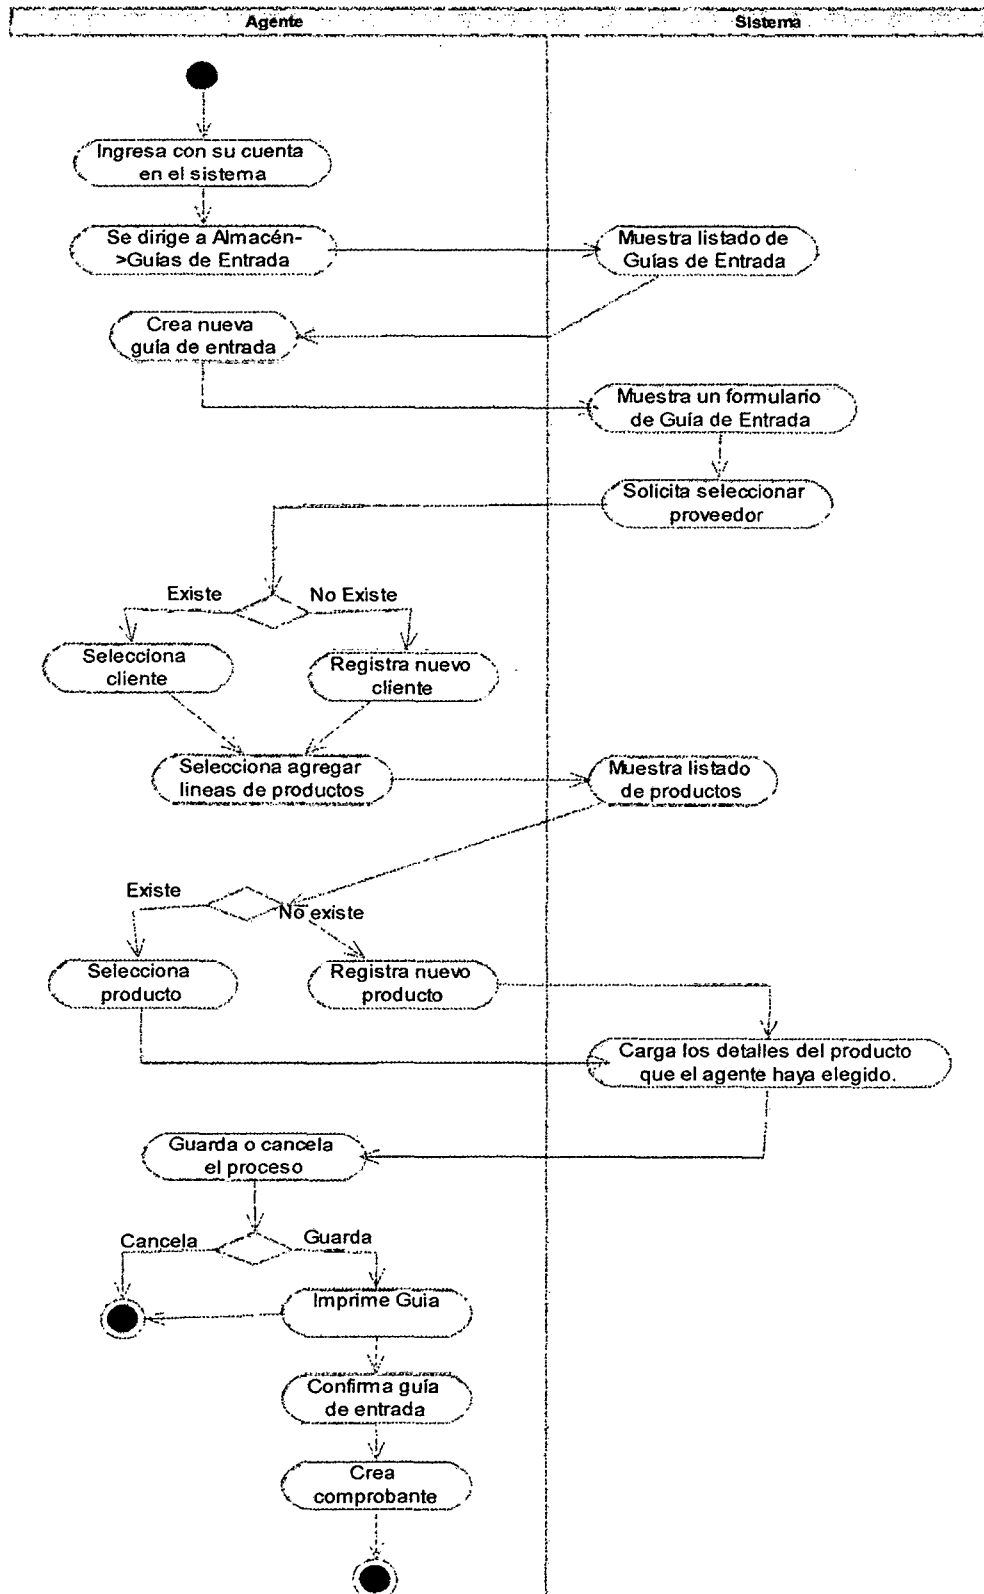 Agente
Sistema
Ingresa con su cuenta
en el sistema
Se dirige a Almacén-
>Guías de Entrada
Muestra listado de
Guías de Entrada
Crea nueva
guía de entrada
Muestra un formulario
de Guía de Entrada
Solicita seleccionar
proveedor
Existe
No Existe
Selecciona
cliente
Registra nuevo
cliente
Selecciona agregar
lineas de productos
Muestra listado
de productos
Existe
No existe
Selecciona
producto
Registra nuevo
producto
Carga los detalles del producto
que el agente haya elegido.
Guarda o cancela
el proceso
Cancela
Guarda
Imprime Guia
Confirma guía
de entrada
Crea
comprobante